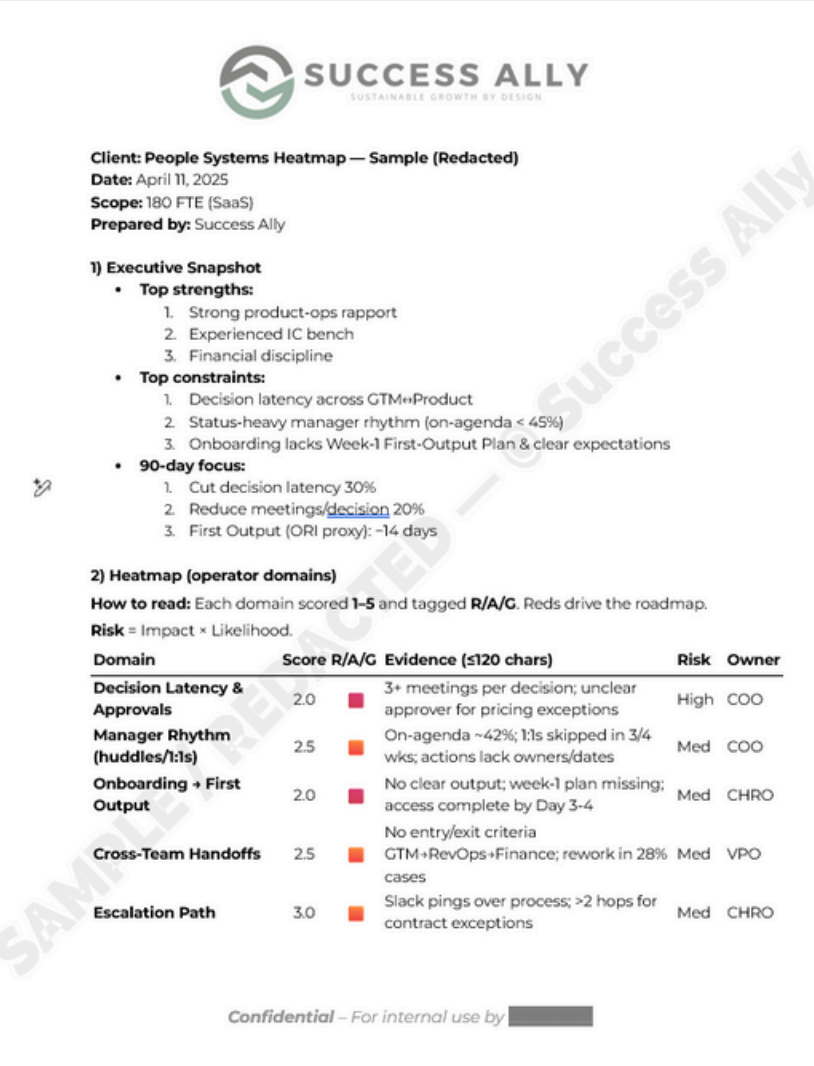 SUCCESS ALLY
SUSTAINABLE GROWTH BY DESIGN
Client: People Systems Heatmap — Sample (Redacted)
Date: April 11, 2025
Scope: 180 FTE (SaaS)
Prepared by: Success Ally
1) Executive Snapshot
• Top strengths:
1. Strong product-ops rapport
2. Experienced IC bench
3. Financial discipline
• Top constraints:
1. Decision latency across GTM↔Product
2. Status-heavy manager rhythm (on-agenda < 45%)
3. Onboarding lacks Week-1 First-Output Plan & clear expectations
• 90-day focus:
1. Cut decision latency 30%
2. Reduce meetings/decision 20%
3. First Output (ORI proxy): −14 days
2) Heatmap (operator domains)
How to read: Each domain scored 1–5 and tagged R/A/G. Reds drive the roadmap.
Risk = Impact × Likelihood.
Domain Score R/A/G Evidence (≤120 chars) Risk Owner
Decision Latency & Approvals 2.0 3+ meetings per decision; unclear approver for pricing exceptions High COO
Manager Rhythm (huddles/1:1s) 2.5 On-agenda ~42%; 1:1s skipped in 3/4 wks; actions lack owners/dates Med COO
Onboarding → First Output 2.0 No clear output; week-1 plan missing; access complete by Day 3-4 Med CHRO
Cross-Team Handoffs 2.5 No entry/exit criteria GTM→RevOps→Finance; rework in 28% cases Med VPO
Escalation Path 3.0 Slack pings over process; >2 hops for contract exceptions Med CHRO
SAMPLE / REDACTED — © Success Ally
Confidential – For internal use by